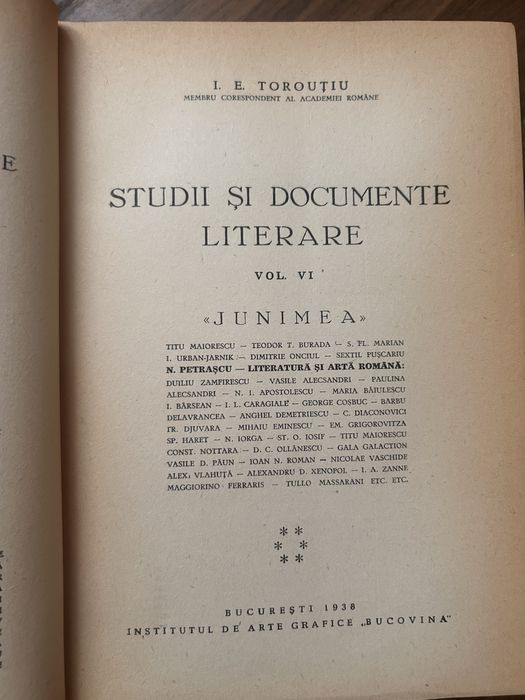 I. E. TOROUȚIU
MEMBRU CORESPONDENT AL ACADEMIEI ROMÂNE
E
STUDII ȘI DOCUMENTE
LITERARE
VOL. VI
«JUNIMEA»
TITU MAIORESCU — TEODOR T. BURADA — S. FL. MARIAN
I. URBAN-JARNIK — DIMITRIE ONCIUL — SEXTIL PUȘCARIU
N. PETRAȘCU — LITERATURĂ ȘI ARTĂ ROMÂNĂ:
DUILIU ZAMFIRESCU — VASILE ALECSANDRI — PAULINA
ALECSANDRI — N. I. APOSTOLESCU — MARIA BĂIULESCU
I. BÂRSEAN — I. L. CARAGIALE — GEORGE COSBUC — BARBU
DELAVRANCEA — ANGHEL DEMETRIESCU — C. DIACONOVICI
TR. DJUVARA — MIHAIU EMINESCU — EM. GRIGOROVITZA
SP. HARET — N. IORGA — ST. O. IOSIF — TITU MAIORESCU
CONST. NOTTARA — D. C. OLLĂNESCU — GALA GALACTION
VASILE D. PĂUN — IOAN N. ROMAN — NICOLAE VASCHIDE
ALEX. VLAHUȚĂ — ALEXANDRU D. XENOPOL — I. A. ZANNE
MAGGIORINO FERRARIS — TULLO MASSARANI ETC. ETC.
* *
* *
* *
BUCUREȘTI 1938
INSTITUTUL DE ARTE GRAFICE „BUCOVINA"